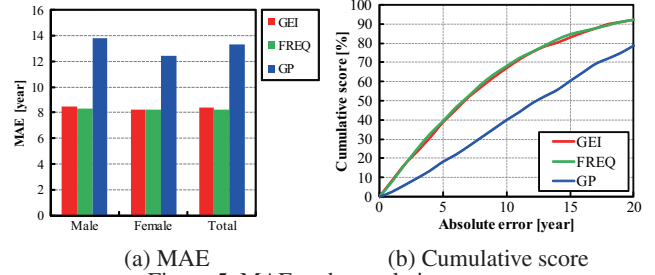 16
14
12
10
8
6
4
2
0
MAE [year]
Male Female Total
GEI
FREQ
GP
(a) MAE
100
90
80
70
60
50
40
30
20
10
0
Cumulative score [%]
0 5 10 15 20
Absolute error [year]
GEI
FREQ
GP
(b) Cumulative score